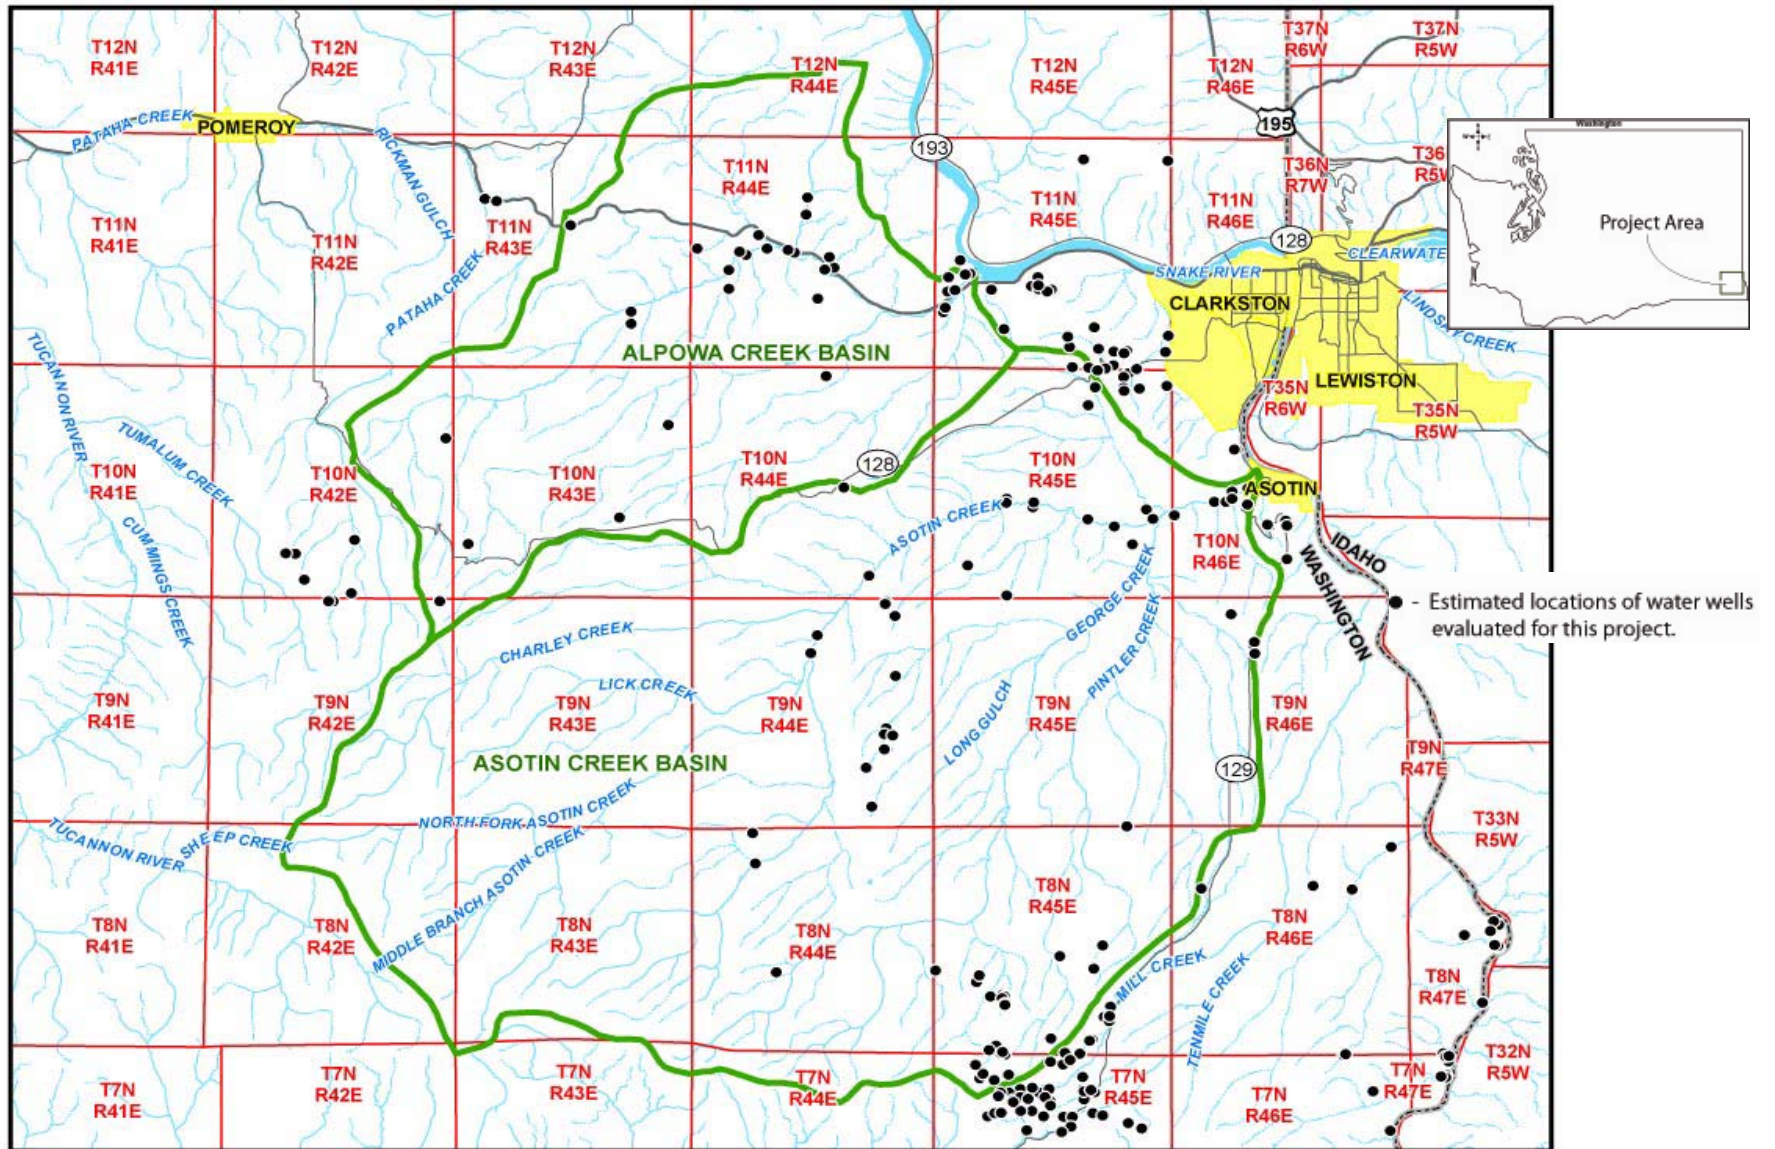 T12N
R41E
T12N
R42E
T12N
R43E
T12N
R44E
T12N
R45E
T12N
R46E
T37N
R6W
T37N
R5W
195
Washington
PATAHA CREEK
POMEROY
RICKMAN GULCH
193
T11N
R41E
T11N
R42E
T11N
R43E
T11N
R44E
T11N
R45E
T11N
R46E
T36N
R7W
T36
R5W
Project Area
PATAHA CREEK
128
SNAKE RIVER
CLEARWATE
CLARKSTON
LINDSAY CREEK
ALPOWA CREEK BASIN
LEWISTON
T35N
R6W
T35N
R5W
TUCANNON RIVER
TUMALUM CREEK
CUMMINGS CREEK
T10N
R41E
T10N
R42E
T10N
R43E
T10N
R44E
128
T10N
R45E
ASOTIN
ASOTIN CREEK
T10N
R46E
IDAHO
WASHINGTON
GEORGE CREEK
PINTLER CREEK
- Estimated locations of water wells
evaluated for this project.
CHARLEY CREEK
LICK CREEK
LONG GULCH
T9N
R41E
T9N
R42E
T9N
R43E
T9N
R44E
T9N
R45E
T9N
R46E
T9N
R47E
ASOTIN CREEK BASIN
129
NORTH FORK ASOTIN CREEK
TUCANNON RIVER
SHEEP CREEK
MIDDLE BRANCH ASOTIN CREEK
T33N
R5W
T8N
R41E
T8N
R42E
T8N
R43E
T8N
R44E
T8N
R45E
T8N
R46E
T8N
R47E
MILL CREEK
TENMILE CREEK
T7N
R41E
T7N
R42E
T7N
R43E
T7N
R44E
T7N
R45E
T7N
R46E
T7N
R47E
T32N
R5W